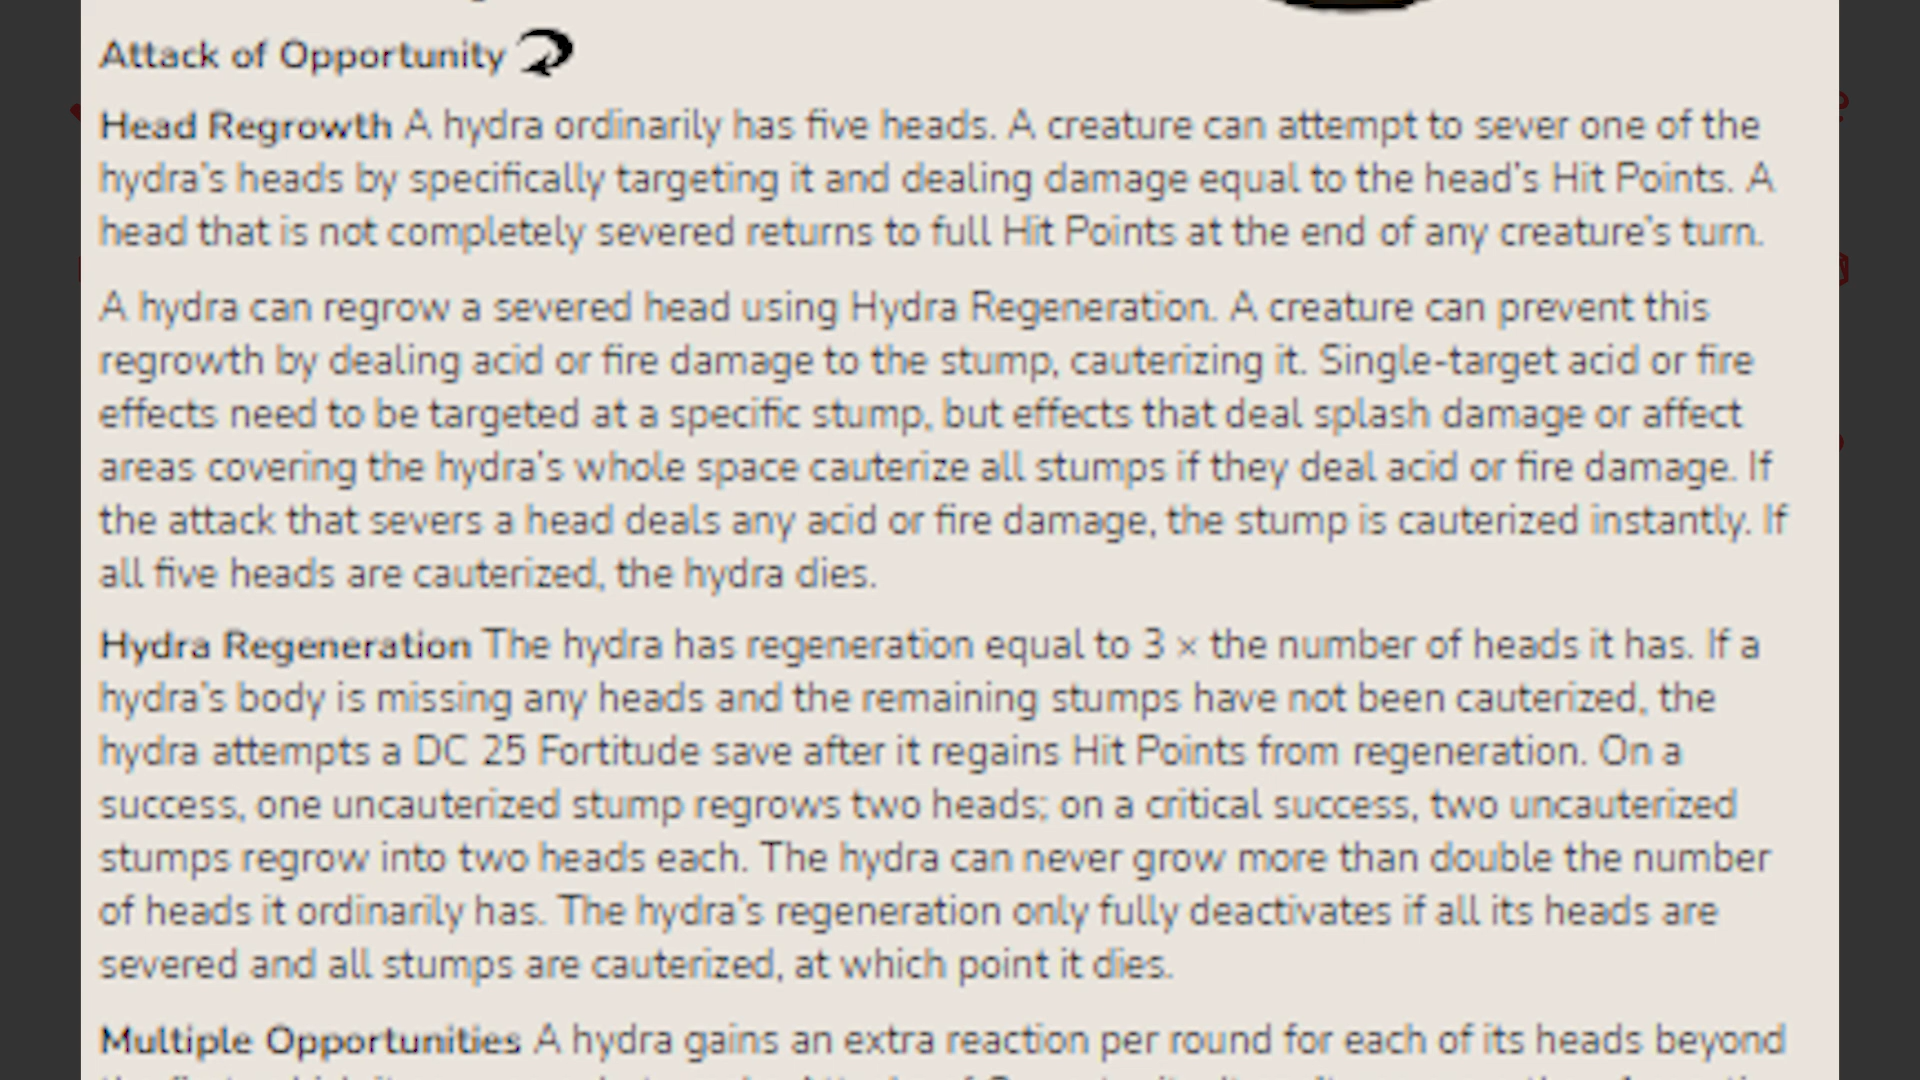 Attack of Opportunity
Head Regrowth A hydra ordinarily has five heads. A creature can attempt to sever one of the
hydra's heads by specifically targeting it and dealing damage equal to the head's Hit Points. A
head that is not completely severed returns to full Hit Points at the end of any creature's turn.
A hydra can regrow a severed head using Hydra Regeneration. A creature can prevent this
regrowth by dealing acid or fire damage to the stump, cauterizing it. Single-target acid or fire
effects need to be targeted at a specific stump, but effects that deal splash damage or affect
areas covering the hydra's whole space cauterize all stumps if they deal acid or fire damage. If
the attack that severs a head deals any acid or fire damage, the stump is cauterized instantly. If
all five heads are cauterized, the hydra dies.
Hydra Regeneration The hydra has regeneration equal to 3 × the number of heads it has. If a
hydra's body is missing any heads and the remaining stumps have not been cauterized, the
hydra attempts a DC 25 Fortitude save after it regains Hit Points from regeneration. On a
success, one uncauterized stump regrows two heads; on a critical success, two uncauterized
stumps regrow into two heads each. The hydra can never grow more than double the number
of heads it ordinarily has. The hydra's regeneration only fully deactivates if all its heads are
severed and all stumps are cauterized, at which point it dies.
Multiple Opportunities A hydra gains an extra reaction per round for each of its heads beyond